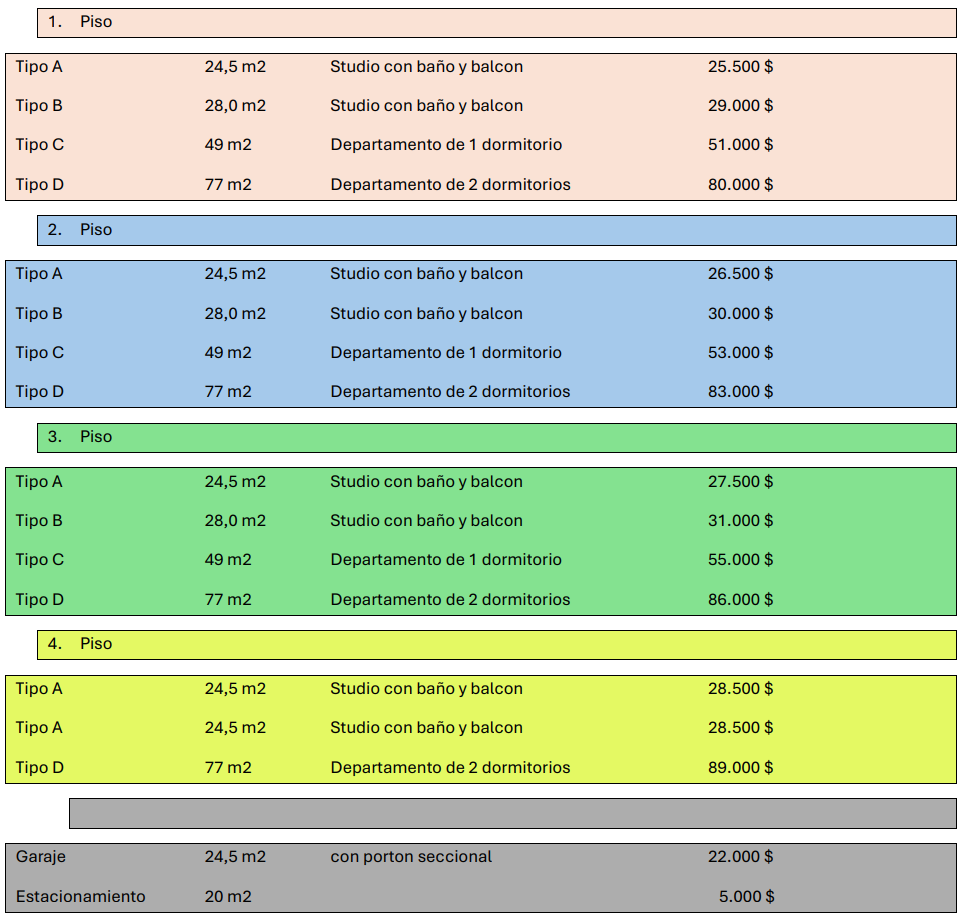 1. Piso
Tipo A 24,5 m2 Studio con baño y balcon 25.500 $
Tipo B 28,0 m2 Studio con baño y balcon 29.000 $
Tipo C 49 m2 Departamento de 1 dormitorio 51.000 $
Tipo D 77 m2 Departamento de 2 dormitorios 80.000 $
2. Piso
Tipo A 24,5 m2 Studio con baño y balcon 26.500 $
Tipo B 28,0 m2 Studio con baño y balcon 30.000 $
Tipo C 49 m2 Departamento de 1 dormitorio 53.000 $
Tipo D 77 m2 Departamento de 2 dormitorios 83.000 $
3. Piso
Tipo A 24,5 m2 Studio con baño y balcon 27.500 $
Tipo B 28,0 m2 Studio con baño y balcon 31.000 $
Tipo C 49 m2 Departamento de 1 dormitorio 55.000 $
Tipo D 77 m2 Departamento de 2 dormitorios 86.000 $
4. Piso
Tipo A 24,5 m2 Studio con baño y balcon 28.500 $
Tipo A 24,5 m2 Studio con baño y balcon 28.500 $
Tipo D 77 m2 Departamento de 2 dormitorios 89.000 $
Garaje 24,5 m2 con porton seccional 22.000 $
Estacionamiento 20 m2 5.000 $